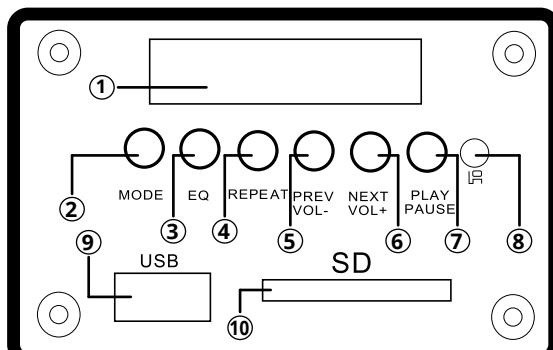 ①
MODE
EQ
REPEAT
PREV
VOL-
NEXT
VOL+
PLAY
PAUSE
②
③
④
⑤
⑥
⑦
⑧
⑨
USB
SD
⑩